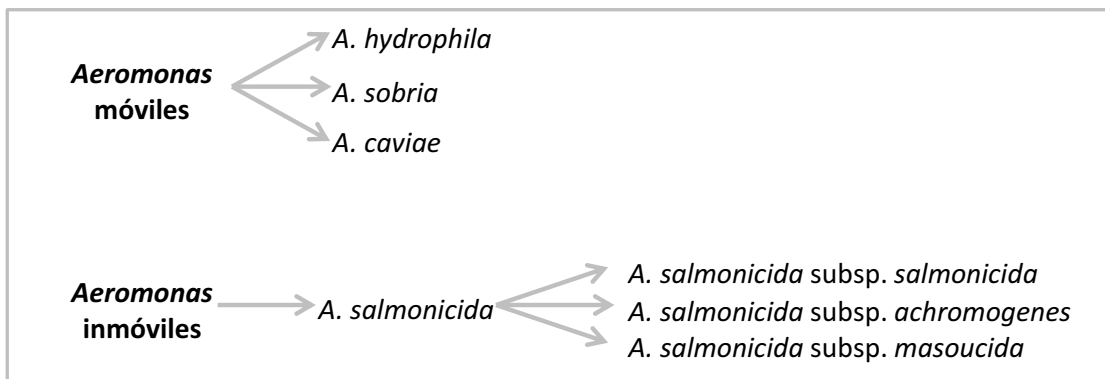 Aeromonas
móviles
A. hydrophila
A. sobria
A. caviae
Aeromonas
inmóviles
A. salmonicida
A. salmonicida subsp. salmonicida
A. salmonicida subsp. achromogenes
A. salmonicida subsp. masoucida